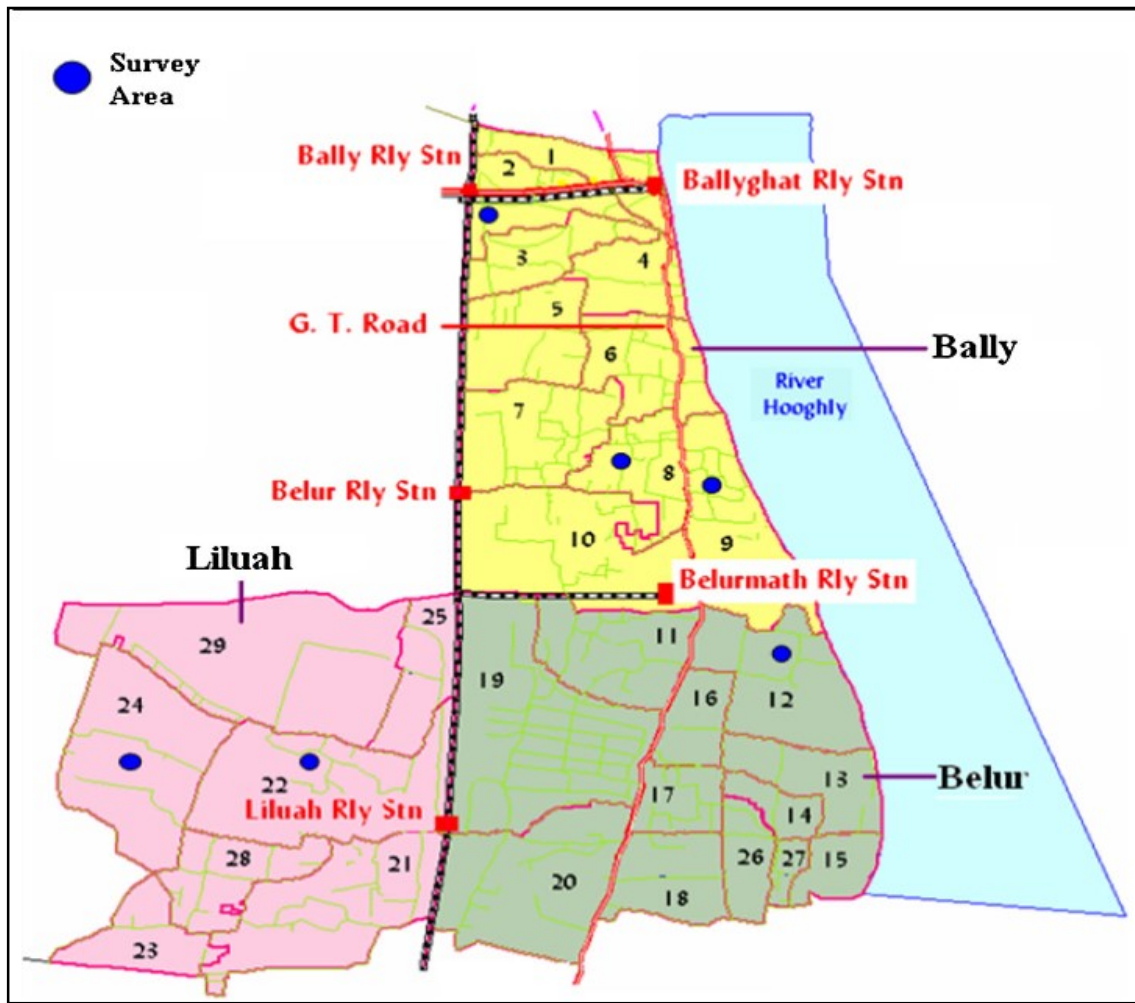 Survey
Area
Bally Rly Stn
2
1
Ballyghat Rly Stn
3
4
5
G. T. Road
6
Bally
River
Hooghly
7
8
Belur Rly Stn
10
9
Liluah
Belurmath Rly Stn
25
11
29
19
16
12
24
22
17
13
Belur
Liluah Rly Stn
14
28
21
26
27
15
20
18
23